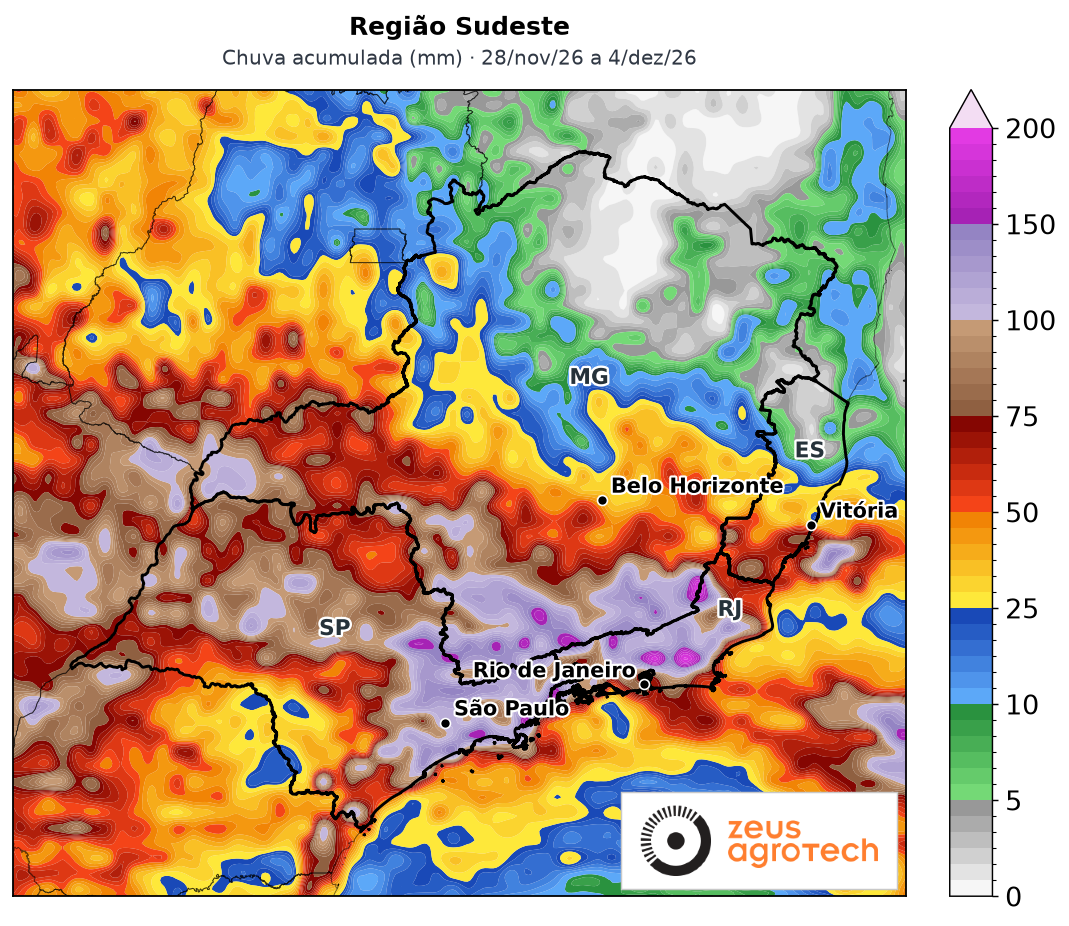 Região Sudeste
Chuva acumulada (mm) · 28/nov/26 a 4/dez/26
200
150
100
75
50
25
10
5
0
MG
ES
Belo Horizonte
Vitória
RJ
SP
Rio de Janeiro
São Paulo
zeus
agrotech